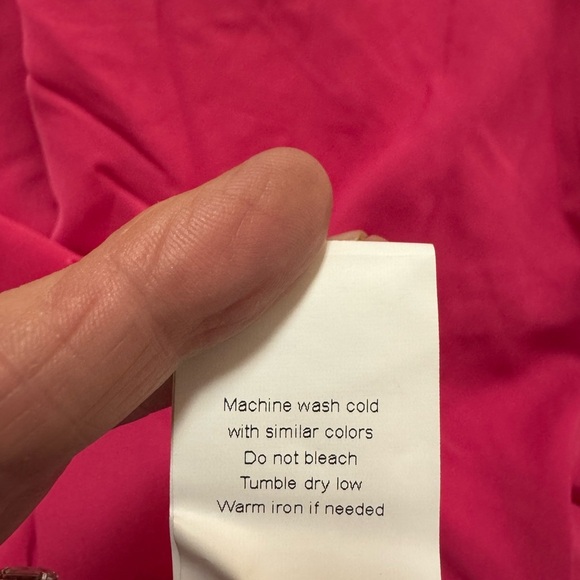 Machine wash cold
with similar colors
Do not bleach
Tumble dry low
Warm iron if needed